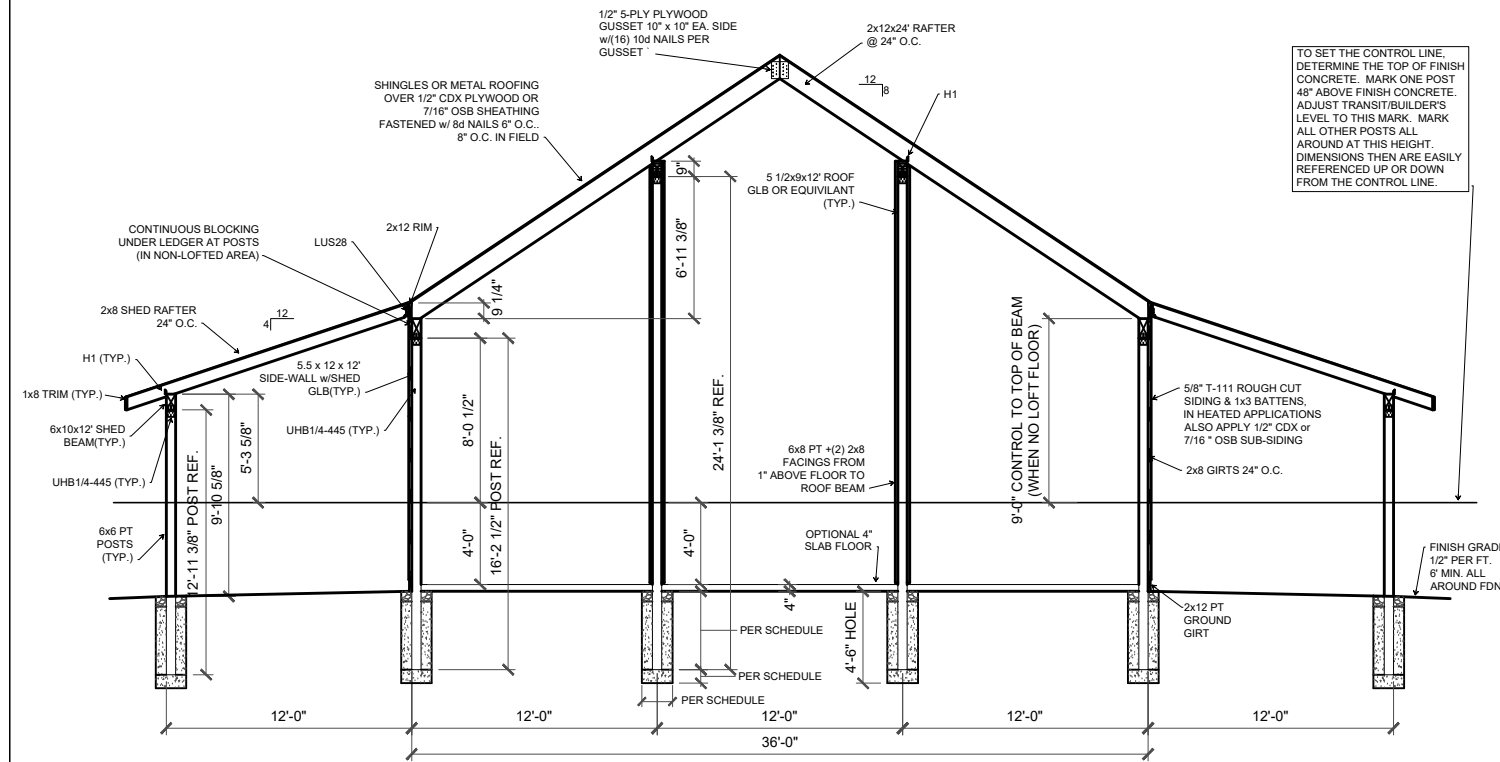 1/2" 5-PLY PLYWOOD
GUSSET 10" x 10" EA. SIDE
w/(16) 10d NAILS PER
GUSSET `
2x12x24' RAFTER
@ 24" O.C.
12
8
H1
TO SET THE CONTROL LINE,
DETERMINE THE TOP OF FINISH
CONCRETE. MARK ONE POST
48" ABOVE FINISH CONCRETE.
ADJUST TRANSIT/BUILDER'S
LEVEL TO THIS MARK. MARK
ALL OTHER POSTS ALL
AROUND AT THIS HEIGHT.
DIMENSIONS THEN ARE EASILY
REFERENCED UP OR DOWN
FROM THE CONTROL LINE.
SHINGLES OR METAL ROOFING
OVER 1/2" CDX PLYWOOD OR
7/16" OSB SHEATHING
FASTENED w/ 8d NAILS 6" O.C..
8" O.C. IN FIELD
9"
5 1/2x9x12' ROOF
GLB OR EQUIVILANT
(TYP.)
CONTINUOUS BLOCKING
UNDER LEDGER AT POSTS
(IN NON-LOFTED AREA)
LUS28
2x12 RIM
6'-11 3/8"
9 1/4"
2x8 SHED RAFTER
24" O.C.
12
4
H1 (TYP.)
1x8 TRIM (TYP.)
6x10x12' SHED
BEAM(TYP.)
UHB1/4-445 (TYP.)
6x6 PT
POSTS
(TYP.)
12'-11 3/8" POST REF.
9'-10 5/8"
5'-3 5/8"
5.5 x 12 x 12'
SIDE-WALL w/SHED
GLB(TYP.)
UHB1/4-445 (TYP.)
8'-0 1/2"
4'-0"
16'-2 1/2" POST REF.
24'-1 3/8" REF.
4'-0"
6x8 PT +(2) 2x8
FACINGS FROM
1" ABOVE FLOOR TO
ROOF BEAM
OPTIONAL 4"
SLAB FLOOR
4"
9'-0" CONTROL TO TOP OF BEAM
(WHEN NO LOFT FLOOR)
5/8" T-111 ROUGH CUT
SIDING & 1x3 BATTENS,
IN HEATED APPLICATIONS
ALSO APPLY 1/2" CDX or
7/16 " OSB SUB-SIDING
2x8 GIRTS 24" O.C.
FINISH GRADE
1/2" PER FT.
6' MIN. ALL
AROUND FDN
2x12 PT
GROUND
GIRT
4'-6" HOLE
PER SCHEDULE
PER SCHEDULE
PER SCHEDULE
12'-0"
12'-0"
12'-0"
12'-0"
12'-0"
36'-0"